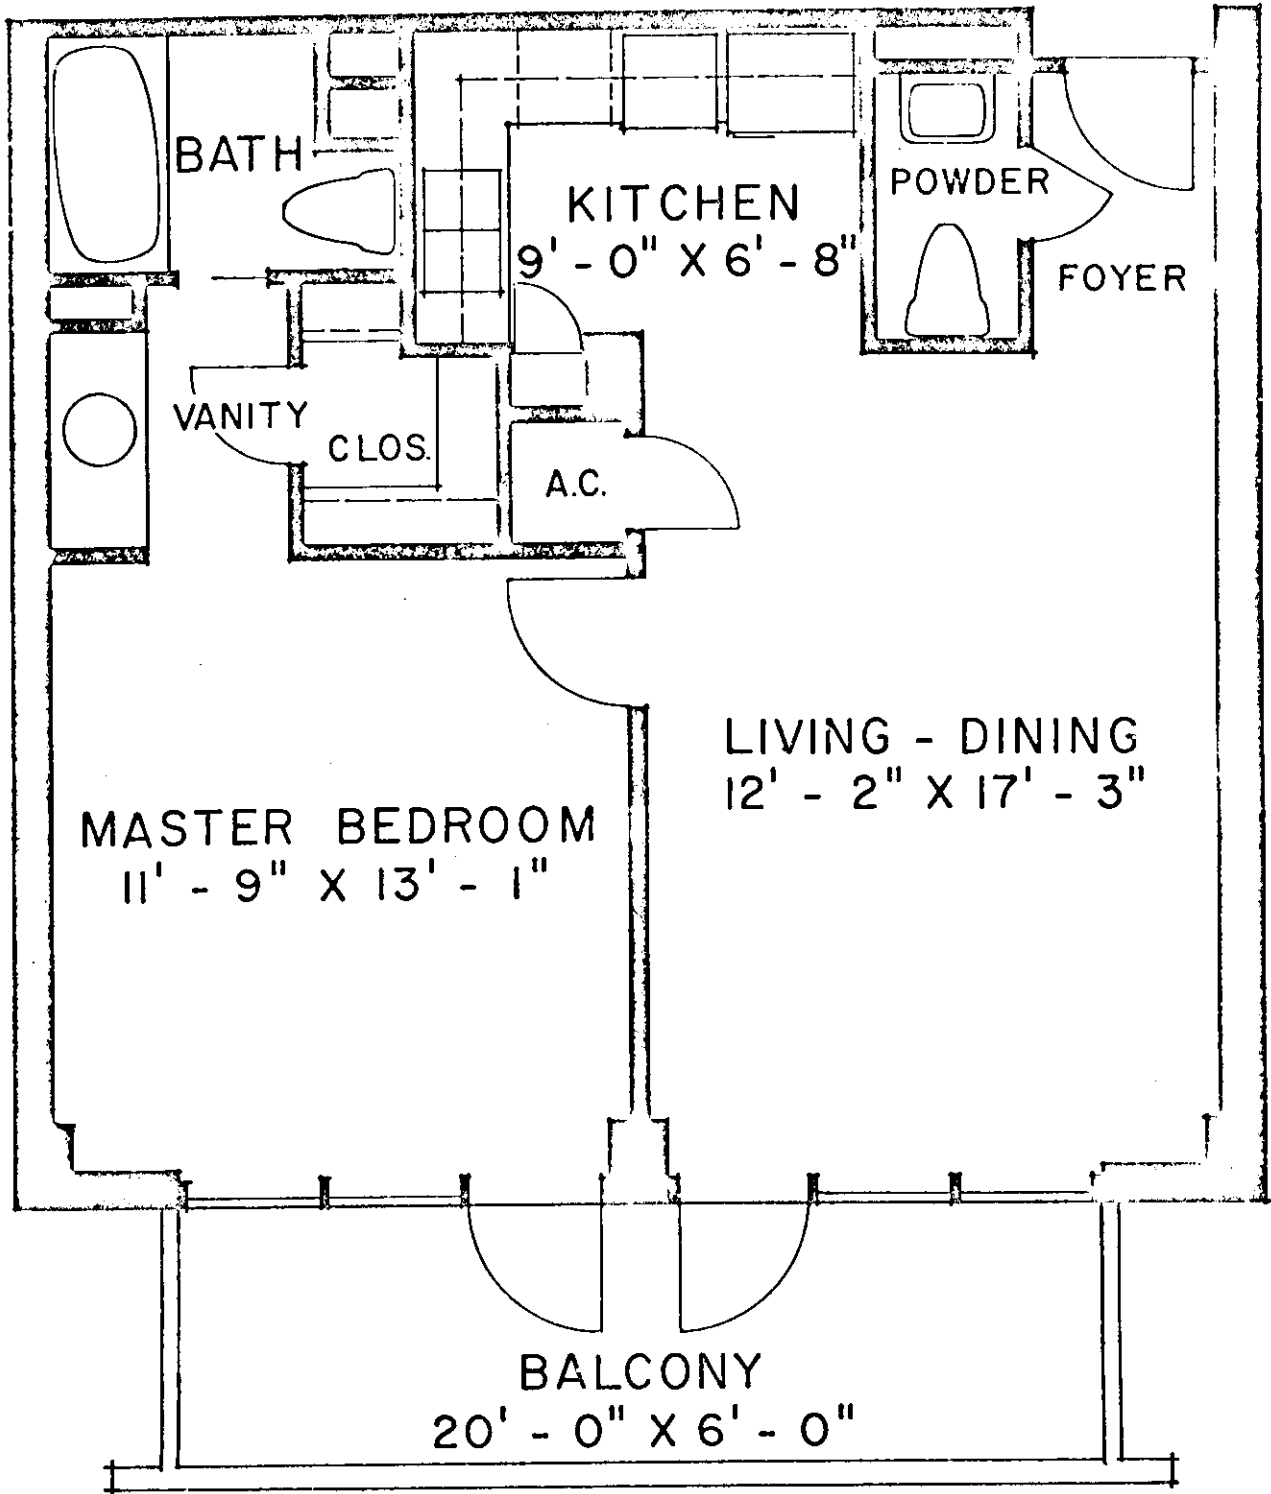 BATH
KITCHEN
9' - 0" X 6' - 8"
POWDER
FOYER
VANITY
CLOS.
A.C.
LIVING - DINING
12' - 2" X 17' - 3"
MASTER BEDROOM
11' - 9" X 13' - 1"
BALCONY
20' - 0" X 6' - 0"